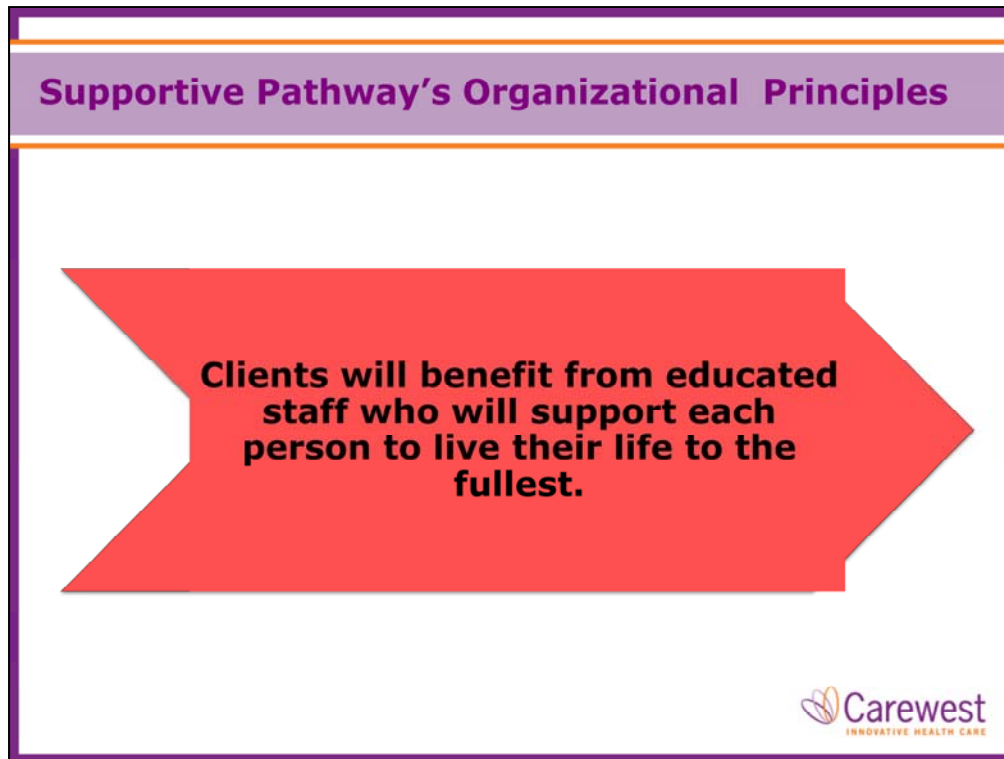 Supportive Pathway's Organizational Principles
Clients will benefit from educated
staff who will support each
person to live their life to the
fullest.
Carewest
INNOVATIVE HEALTH CARE